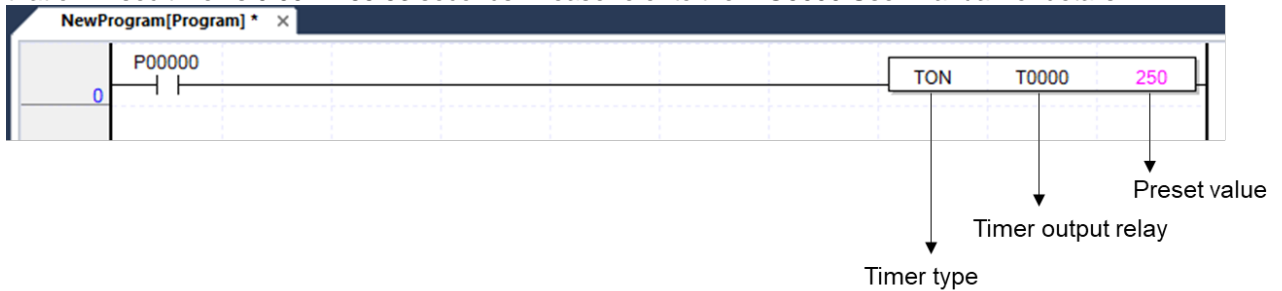 NewProgram[Program] * ×
P00000
TON T0000 250
0
Preset value
Timer output relay
Timer type